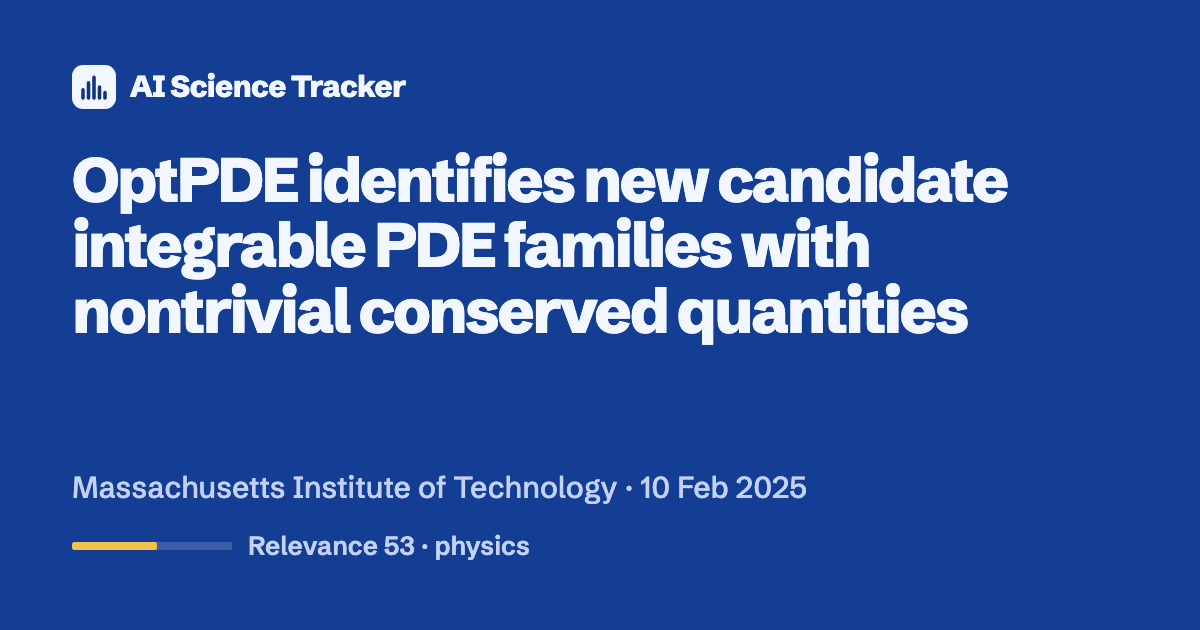 AI Science Tracker
OptPDE identifies new candidate
integrable PDE families with
nontrivial conserved quantities
Massachusetts Institute of Technology · 10 Feb 2025
Relevance 53 · physics